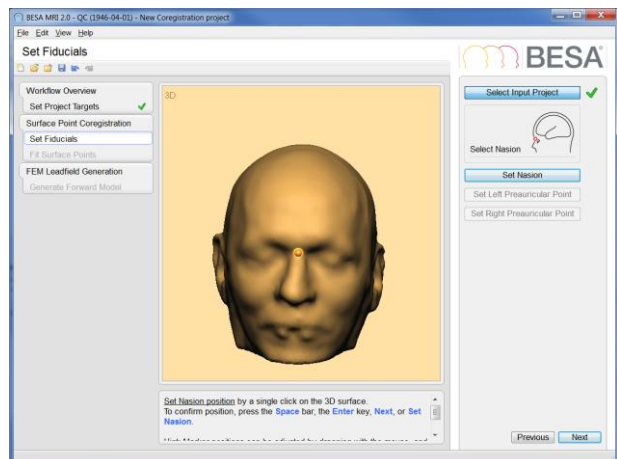 BESA MRI 2.0 - QC (1946-04-01) - New Coregistration project
File Edit View Help
Set Fiducials
BESA
Workflow Overview
Set Project Targets
Surface Point Coregistration
Set Fiducials
Fit Surface Points
FEM Leadfield Generation
Generate Forward Model
3D
Select Input Project
Select Nasion
Set Nasion
Set Left Preauricular Point
Set Right Preauricular Point
Set Nasion position by a single click on the 3D surface.
To confirm position, press the Space bar, the Enter key, Next, or Set
Nasion.
Previous Next